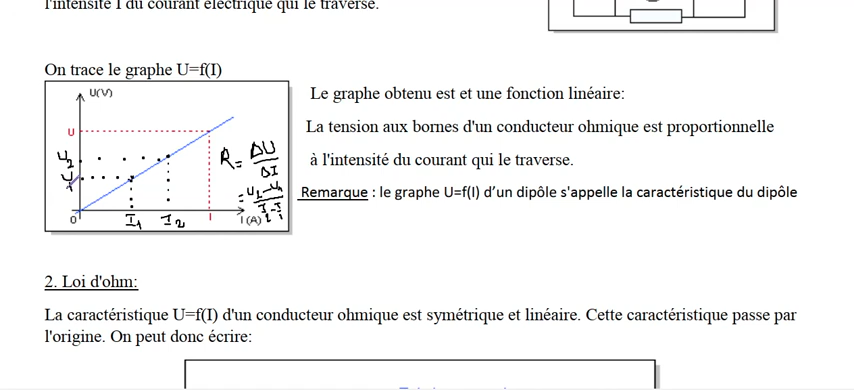 l'intensité I du courant électrique qui le traverse.
On trace le graphe U=f(I)
U(V)
U
U2
U1
0
I1 I2 I I(A)
R = ΔU/ΔI
= U2-U1/I2-I1
Le graphe obtenu est et une fonction linéaire:
La tension aux bornes d'un conducteur ohmique est proportionnelle
à l'intensité du courant qui le traverse.
Remarque : le graphe U=f(I) d'un dipôle s'appelle la caractéristique du dipôle
2. Loi d'ohm:
La caractéristique U=f(I) d'un conducteur ohmique est symétrique et linéaire. Cette caractéristique passe par
l'origine. On peut donc écrire: